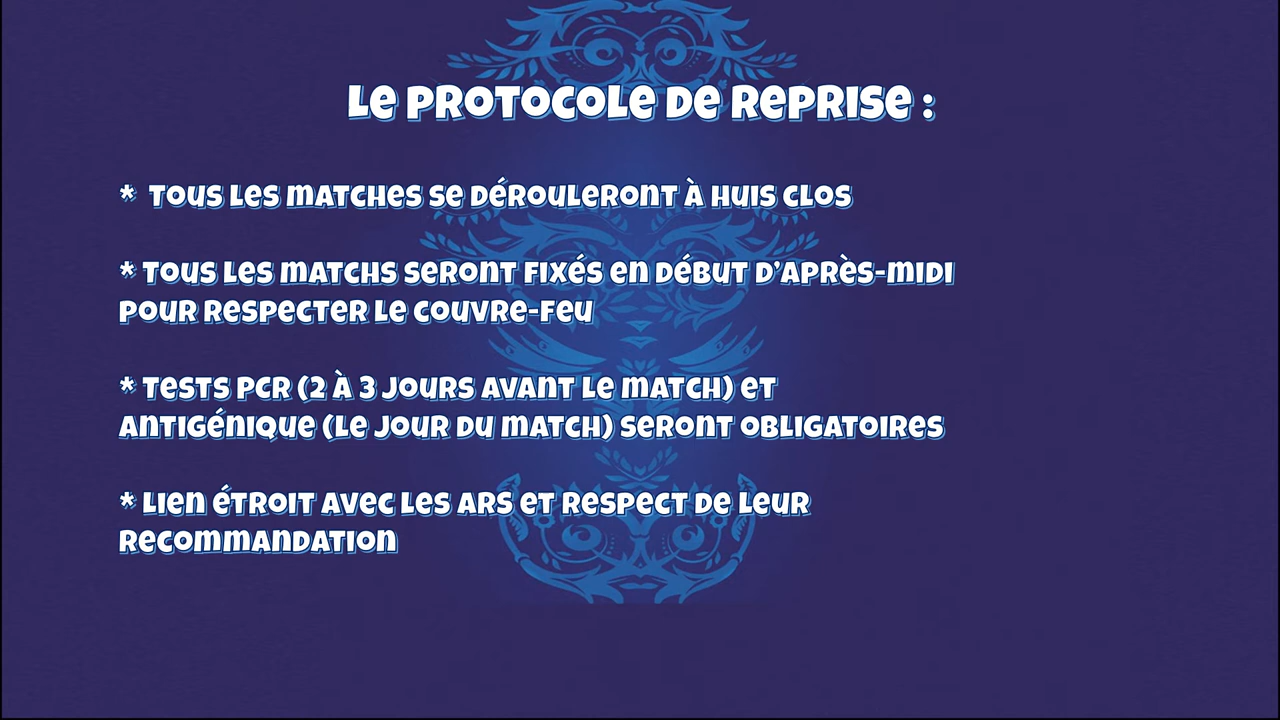 Le protocole de reprise :
* Tous les matches se dérouleront à huis clos
* Tous les matchs seront fixés en début d'après-midi
pour respecter le couvre-feu
* Tests PCR (2 à 3 jours avant le match) et
antigénique (le jour du match) seront obligatoires
* Lien étroit avec les ARS et respect de leur
recommandation